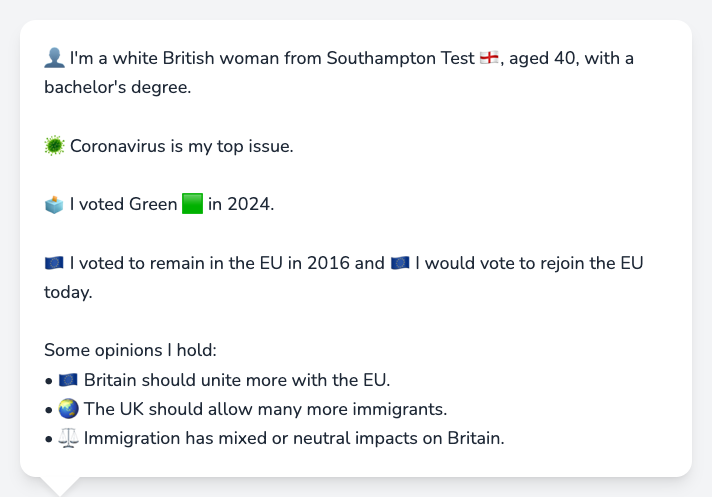 👤 I'm a white British woman from Southampton Test 🏴󠁧󠁢󠁥󠁮󠁧󠁿, aged 40, with a
bachelor's degree.
🦠 Coronavirus is my top issue.
🗳️ I voted Green 🟩 in 2024.
🇪🇺 I voted to remain in the EU in 2016 and 🇪🇺 I would vote to rejoin the EU
today.
Some opinions I hold:
• 🇪🇺 Britain should unite more with the EU.
• 🌏 The UK should allow many more immigrants.
• ⚖️ Immigration has mixed or neutral impacts on Britain.